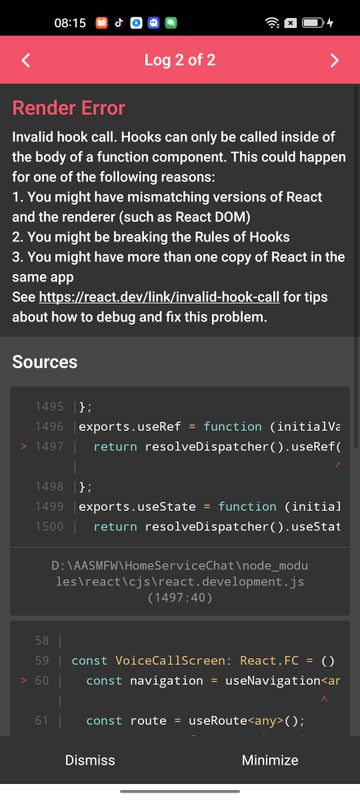 08:15
Log 2 of 2
Render Error
Invalid hook call. Hooks can only be called inside of
the body of a function component. This could happen
for one of the following reasons:
1. You might have mismatching versions of React
and the renderer (such as React DOM)
2. You might be breaking the Rules of Hooks
3. You might have more than one copy of React in the
same app
See https://react.dev/link/invalid-hook-call for tips
about how to debug and fix this problem.
Sources
1495 |};
1496 |exports.useRef = function (initialVa
> 1497 |  return resolveDispatcher().useRef(
| ^
1498 |};
1499 |exports.useState = function (initial
1500 |  return resolveDispatcher().useStat
D:\AASMFW\HomeServiceChat\node_modu
les\react\cjs\react.development.js
(1497:40)
58 |
59 | const VoiceCallScreen: React.FC = ()
> 60 |   const navigation = useNavigation<an
| ^
61 |   const route = useRoute<any>();
Dismiss
Minimize